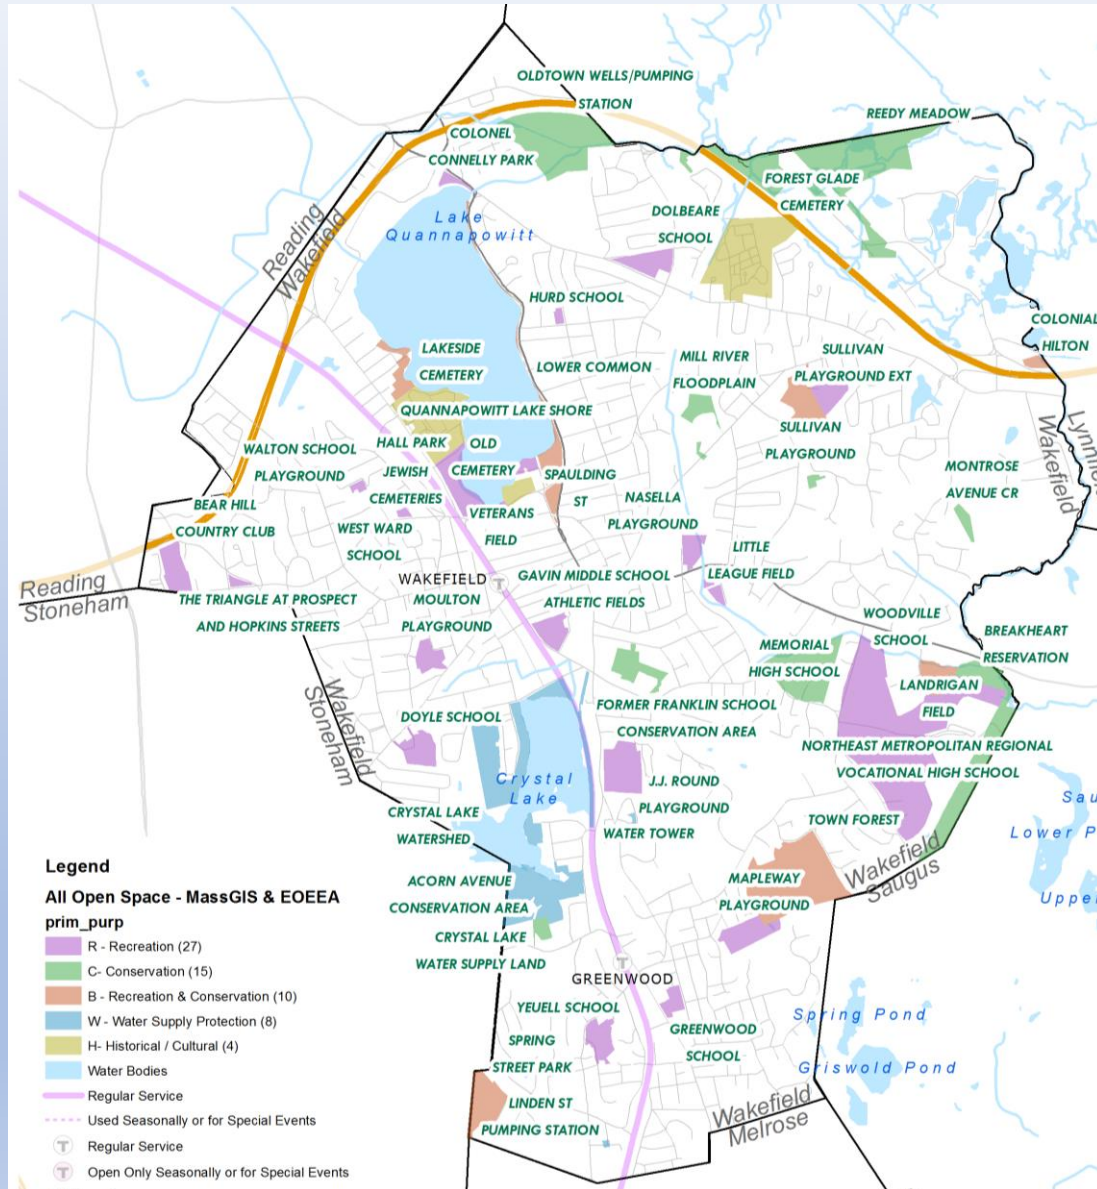 OLDTOWN WELLS/PUMPING
STATION
REEDY MEADOW
COLONEL
CONNELLY PARK
FOREST GLADE
CEMETERY
DOLBEARE
SCHOOL
Lake
Quannapowitt
Reading
Wakefield
HURD SCHOOL
COLONIAL
HILTON
LAKESIDE
CEMETERY
LOWER COMMON
MILL RIVER
FLOODPLAIN
SULLIVAN
PLAYGROUND EXT
QUANNAPOWITT LAKE SHORE
SULLIVAN
PLAYGROUND
Wakefield
HALL PARK
OLD
CEMETERY
WALTON SCHOOL
PLAYGROUND
JEWISH
CEMETERIES
SPAULDING
ST
NASELLA
PLAYGROUND
MONTROSE
AVENUE CR
BEAR HILL
COUNTRY CLUB
WEST WARD
SCHOOL
VETERANS
FIELD
LITTLE
LEAGUE FIELD
Reading
Stoneham
WAKEFIELD
T
GAVIN MIDDLE SCHOOL
ATHLETIC FIELDS
THE TRIANGLE AT PROSPECT
AND HOPKINS STREETS
MOULTON
PLAYGROUND
WOODVILLE
SCHOOL
BREAKHEART
RESERVATION
MEMORIAL
HIGH SCHOOL
LANDRIGAN
FIELD
Wakefield
Stoneham
DOYLE SCHOOL
FORMER FRANKLIN SCHOOL
CONSERVATION AREA
NORTHEAST METROPOLITAN REGIONAL
VOCATIONAL HIGH SCHOOL
Crystal
Lake
J.J. ROUND
PLAYGROUND
CRYSTAL LAKE
WATERSHED
WATER TOWER
TOWN FOREST
Lower P
Wakefield
Saugus
ACORN AVENUE
CONSERVATION AREA
MAPLEWAY
PLAYGROUND
Upper
CRYSTAL LAKE
WATER SUPPLY LAND
T
GREENWOOD
YEUELL SCHOOL
GREENWOOD
SCHOOL
Spring Pond
SPRING
STREET PARK
Griswold Pond
LINDEN ST
PUMPING STATION
Wakefield
Melrose
Legend
All Open Space - MassGIS & EOEEA
prim_purp
R - Recreation (27)
C- Conservation (15)
B - Recreation & Conservation (10)
W - Water Supply Protection (8)
H- Historical / Cultural (4)
Water Bodies
Regular Service
Used Seasonally or for Special Events
T Regular Service
T Open Only Seasonally or for Special Events